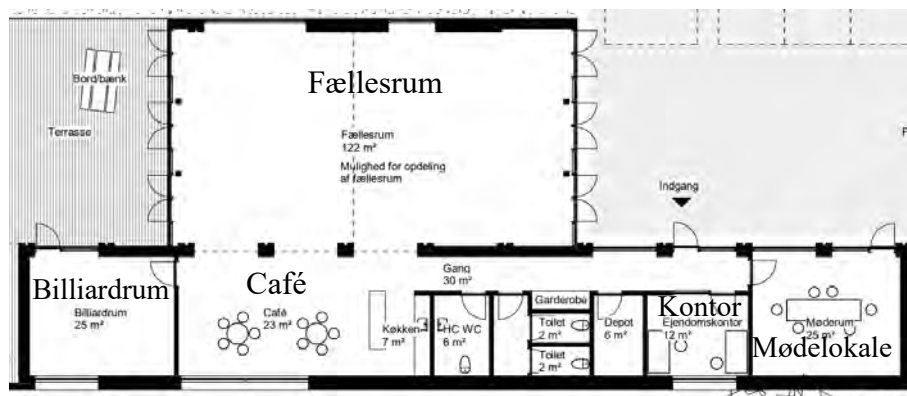 Fællesrum
Bord/bænk
Terrasse
Fællesrum
122 m²
Mulighed for opdeling
af fællesrum
Indgang
Billiardrum
Billiardrum
25 m²
Café
Café
23 m²
Køkken
7 m²
Gang
30 m²
HC WC
6 m²
Garderobe
Toilet
2 m²
Toilet
2 m²
Depot
6 m²
Kontor
Ejendomskontor
12 m²
Møderum
25 m²
Mødelokale